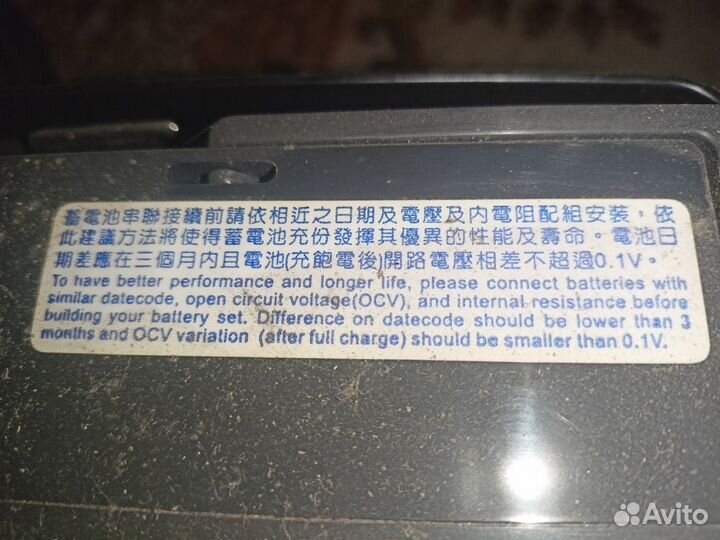 蓄電池串聯接續前請依相近之日期及電壓及內電阻配組安裝，依
此建議方法將使得蓄電池充份發揮其優異的性能及壽命。電池日
期差應在三個月內且電池(充飽電後)開路電壓相差不超過0.1V。
To have better performance and longer life, please connect batteries with
similar datecode, open circuit voltage(OCV), and internal resistance before
building your battery set. Difference on datecode should be lower than 3
months and OCV variation (after full charge) should be smaller than 0.1V.
Avito